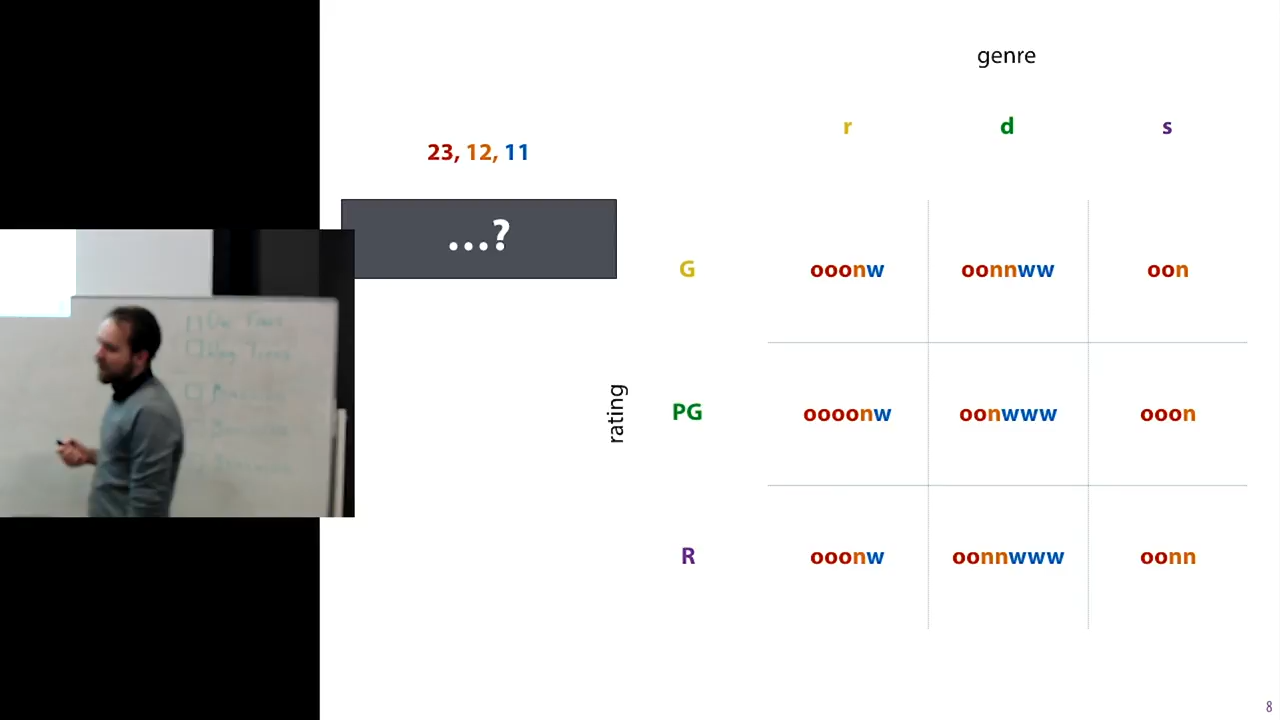 genre
r d s
23, 12, 11
...?
rating
G ooonw oonnww oon
PG oooonw oonwww ooon
R ooonw oonnwww oonn
8